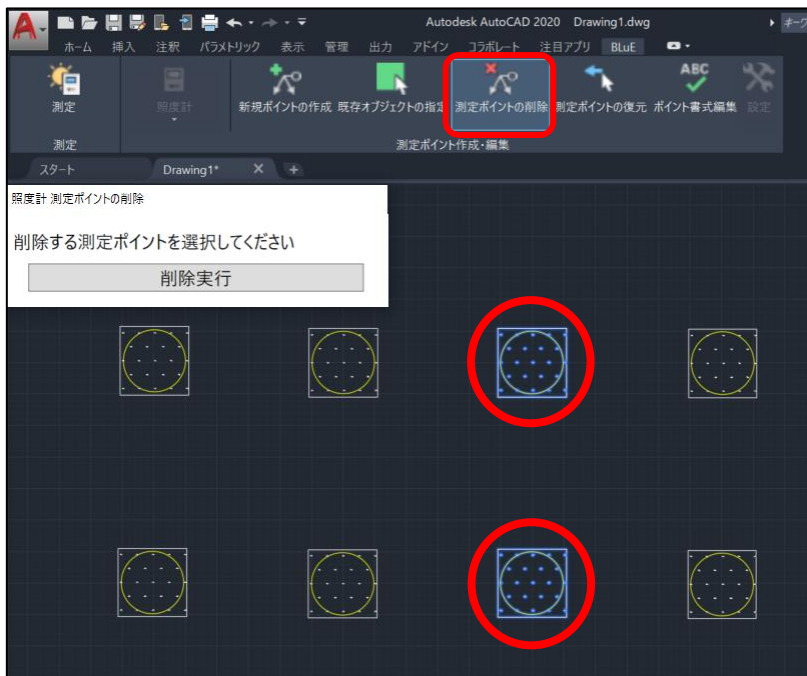 Autodesk AutoCAD 2020 Drawing1.dwg
ホーム 挿入 注釈 パラメトリック 表示 管理 出力 アドイン コラボレート 注目アプリ BLuE
ABC
測定 照度計 新規ポイントの作成 既存オブジェクトの指定 測定ポイントの削除 測定ポイントの復元 ポイント書式編集 設定
測定 測定ポイント作成・編集
スタート Drawing1*
照度計 測定ポイントの削除
削除する測定ポイントを選択してください
削除実行